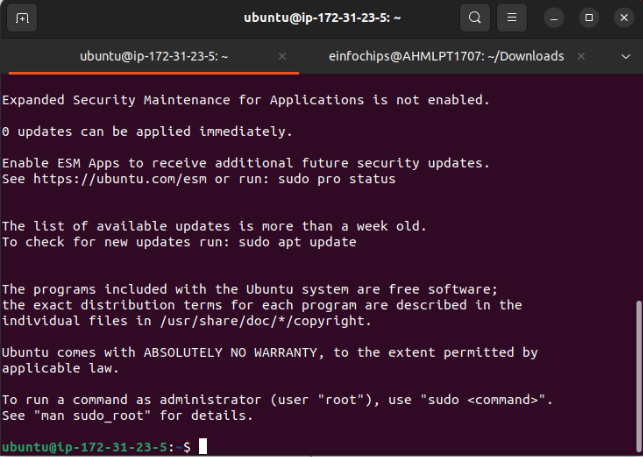 ubuntu@ip-172-31-23-5: ~
ubuntu@ip-172-31-23-5: ~
einfochips@AHMLPT1707: ~/Downloads
Expanded Security Maintenance for Applications is not enabled.
0 updates can be applied immediately.
Enable ESM Apps to receive additional future security updates.
See https://ubuntu.com/esm or run: sudo pro status
The list of available updates is more than a week old.
To check for new updates run: sudo apt update
The programs included with the Ubuntu system are free software;
the exact distribution terms for each program are described in the
individual files in /usr/share/doc/*/copyright.
Ubuntu comes with ABSOLUTELY NO WARRANTY, to the extent permitted by
applicable law.
To run a command as administrator (user "root"), use "sudo <command>".
See "man sudo_root" for details.
ubuntu@ip-172-31-23-5:~$